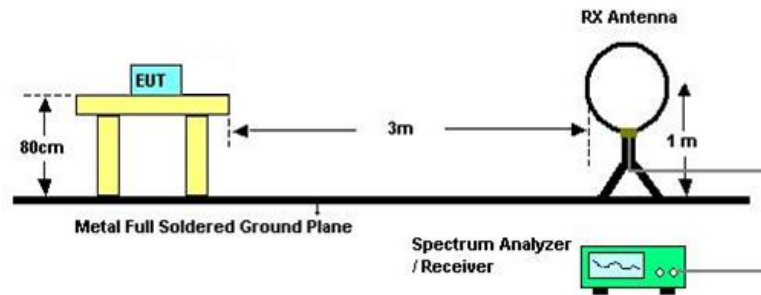 RX Antenna
EUT
80cm
3m
1 m
Metal Full Soldered Ground Plane
Spectrum Analyzer
/ Receiver